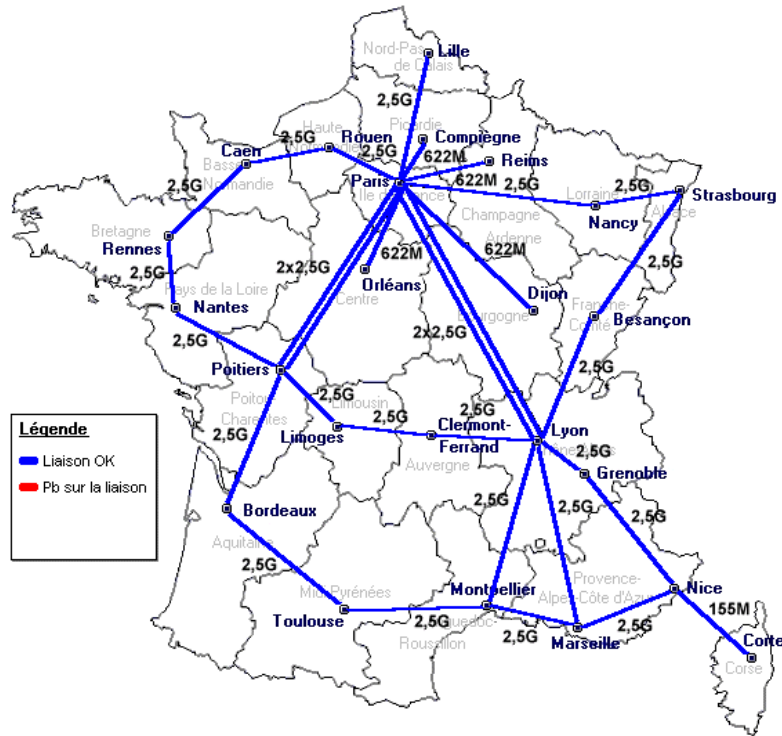 Nord-Pas
de Calais
Lille
2,5G
Haute
Normandie
Rouen
2,5G
Picardie
Compiègne
2,5G
622M
Caen
Basse
Normandie
Reims
622M
Paris
Ile de France
2,5G
Lorraine
2,5G
Strasbourg
Alsace
Nancy
2,5G
Champagne
Ardenne
Bretagne
Rennes
2,5G
622M
622M
2,5G
2x2,5G
Orléans
Centre
Pays de la Loire
Nantes
Dijon
Bourgogne
Franche-
Comté
Besançon
2x2,5G
2,5G
2,5G
Poitiers
Poitou
Charentes
2,5G
Limousin
2,5G
Limoges
2,5G
Clermont-
Ferrand
Auvergne
Lyon
2,5G
2,5G
Grenoble
Légende
Liaison OK
Pb sur la liaison
Bordeaux
Aquitaine
2,5G
2,5G
2,5G
2,5G
Midi-Pyrénées
Toulouse
2,5G
Montpellier
Languedoc-
Roussillon
2,5G
Provence-
Alpes-Côte d'Azur
Marseille
2,5G
Nice
155M
Corte
Corse